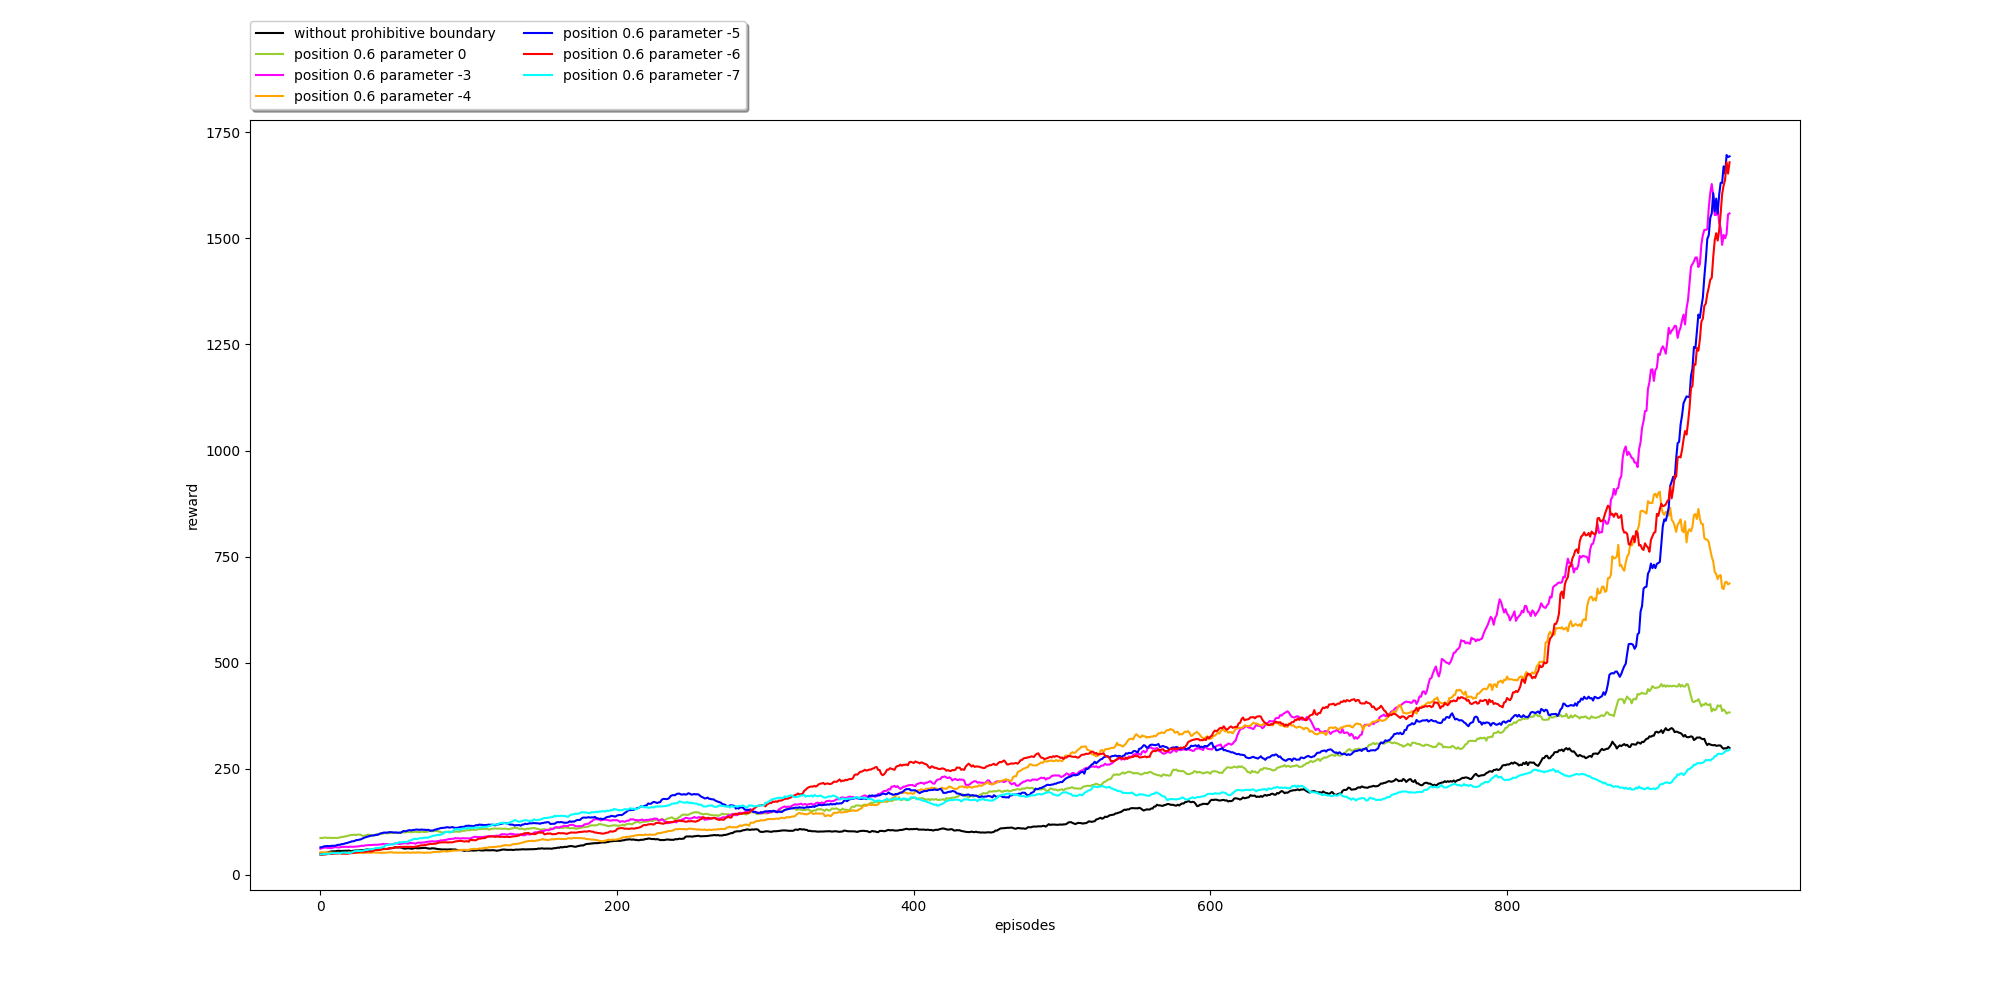 without prohibitive boundary
position 0.6 parameter 0
position 0.6 parameter -3
position 0.6 parameter -4
position 0.6 parameter -5
position 0.6 parameter -6
position 0.6 parameter -7
1750
1500
1250
1000
750
500
250
0
reward
0 200 400 600 800
episodes